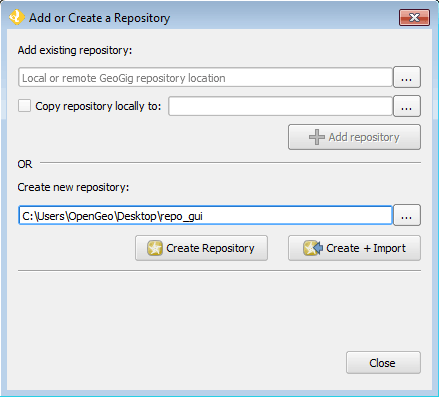 Add or Create a Repository
Add existing repository:
Local or remote GeoGig repository location
...
Copy repository locally to:
...
Add repository
OR
Create new repository:
C:\Users\OpenGeo\Desktop\repo_gui
...
Create Repository
Create + Import
Close